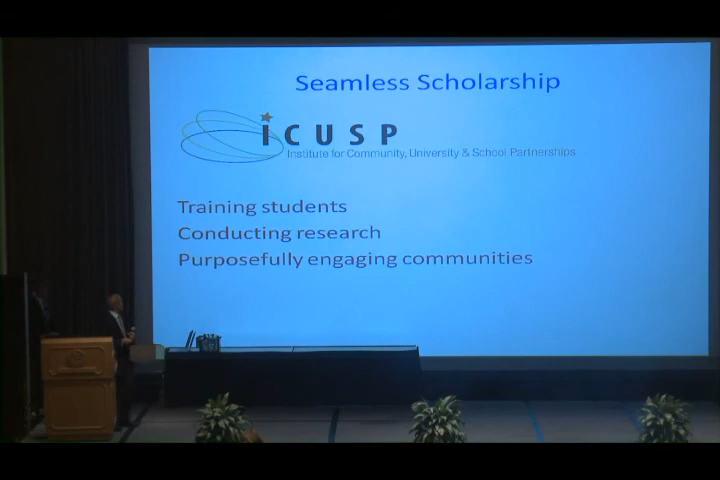 Seamless Scholarship
iCUSP
Institute for Community, University & School Partnerships
Training students
Conducting research
Purposefully engaging communities